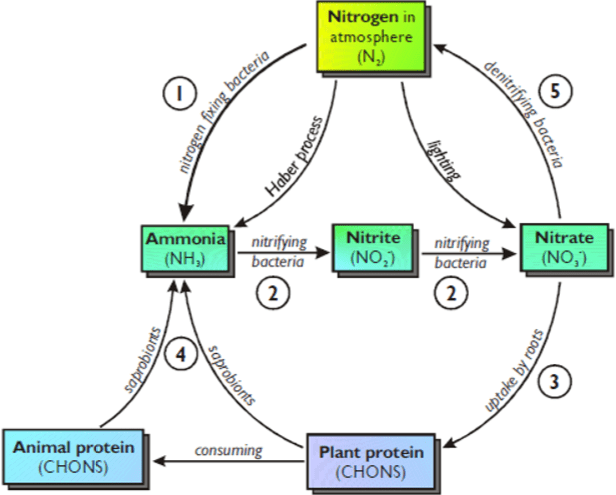 Nitrogen in
atmosphere
(N₂)
1
nitrogen fixing bacteria
Haber process
lighting
denitrifying bacteria
5
Ammonia
(NH₃)
nitrifying
bacteria
2
Nitrite
(NO₂⁻)
nitrifying
bacteria
2
Nitrate
(NO₃⁻)
saprobionts
4
saprobionts
uptake by roots
3
Animal protein
(CHONS)
consuming
Plant protein
(CHONS)